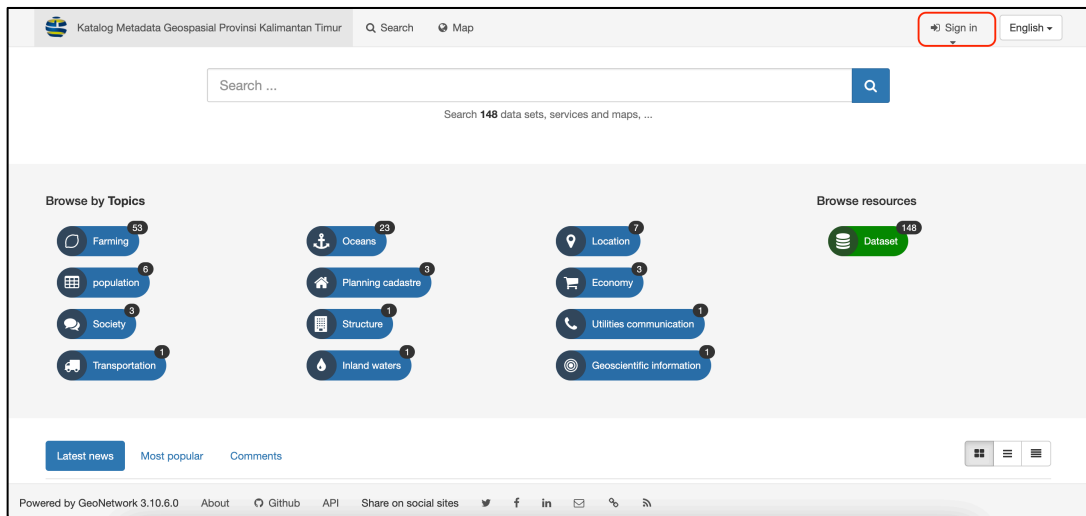 Katalog Metadata Geospasial Provinsi Kalimantan Timur Search Map Sign in English
Search ...
Search 148 data sets, services and maps, ...
Browse by Topics Browse resources
Farming 53 Oceans 23 Location 7 Dataset 148
population 6 Planning cadastre 3 Economy 3
Society 3 Structure 1 Utilities communication 1
Transportation 1 Inland waters 1 Geoscientific information 1
Latest news Most popular Comments
Powered by GeoNetwork 3.10.6.0 About Github API Share on social sites